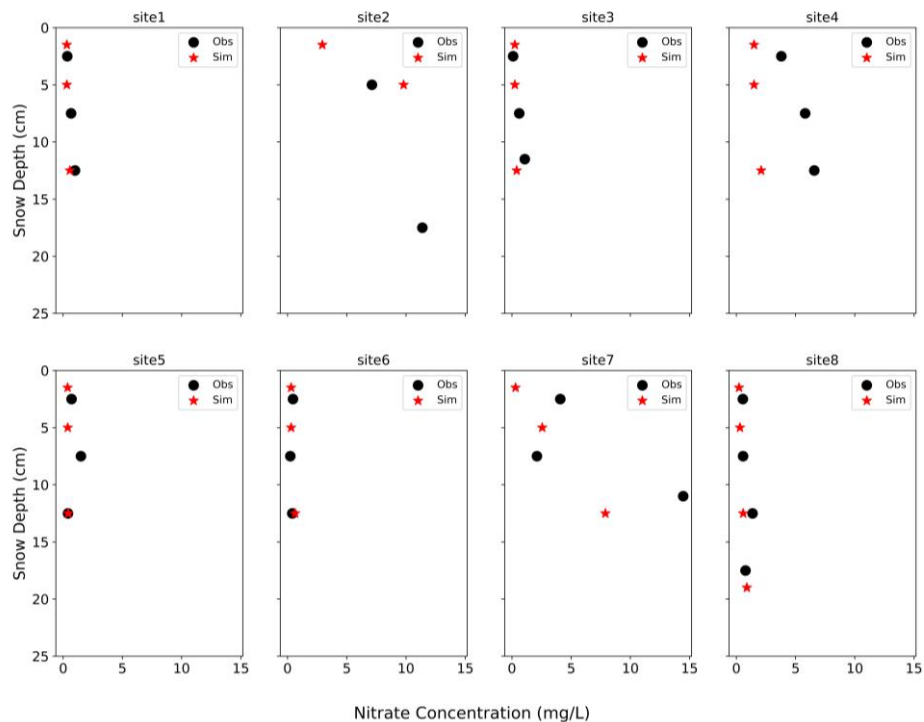 site1 site2 site3 site4
0
5
10
15
20
25
Snow Depth (cm)
Obs
Sim
Obs
Sim
Obs
Sim
Obs
Sim
site5 site6 site7 site8
0
5
10
15
20
25
Snow Depth (cm)
Obs
Sim
Obs
Sim
Obs
Sim
Obs
Sim
0 5 10 15 0 5 10 15 0 5 10 15 0 5 10 15
Nitrate Concentration (mg/L)